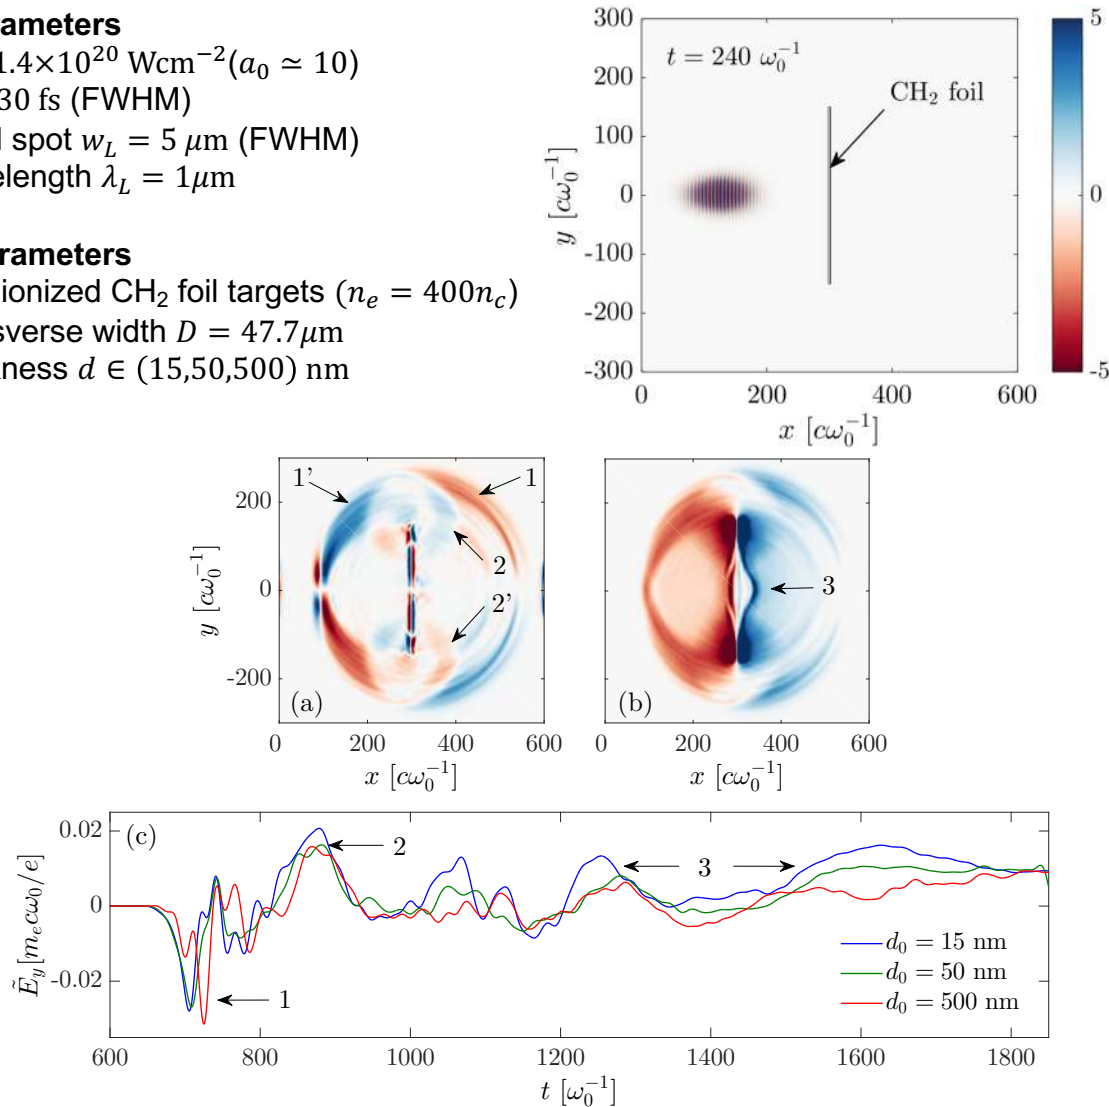 ameters
1.4×10²⁰ Wcm⁻²(a₀ ≃ 10)
30 fs (FWHM)
l spot w_L = 5 μm (FWHM)
elength λ_L = 1μm
rameters
ionized CH₂ foil targets (n_e = 400n_c)
sverse width D = 47.7μm
kness d ∈ (15,50,500) nm
300
200
100
0
-100
-200
-300
y [cω₀⁻¹]
t = 240 ω₀⁻¹
CH₂ foil
0 200 400 600
x [cω₀⁻¹]
5
0
-5
200
0
-200
y [cω₀⁻¹]
1'
1
2
2'
(a)
0 200 400 600
x [cω₀⁻¹]
3
(b)
0 200 400 600
x [cω₀⁻¹]
0.02
0
-0.02
Ẽ_y[m_e cω₀/e]
(c)
1
2
3
d₀ = 15 nm
d₀ = 50 nm
d₀ = 500 nm
600 800 1000 1200 1400 1600 1800
t [ω₀⁻¹]